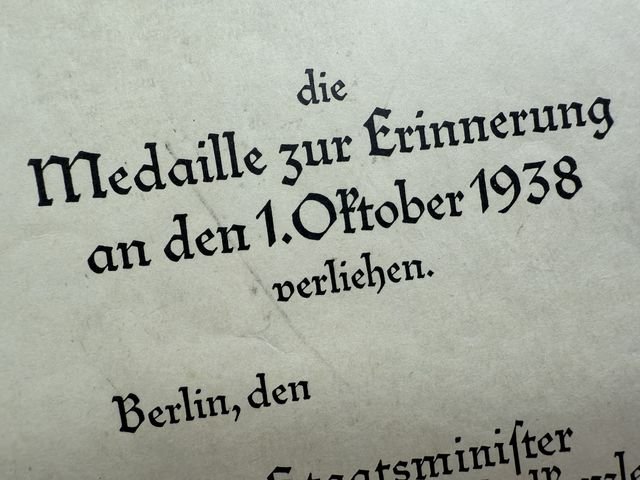 die
Medaille zur Erinnerung
an den 1. Oktober 1938
verliehen.
Berlin, den
Staatsminiſter